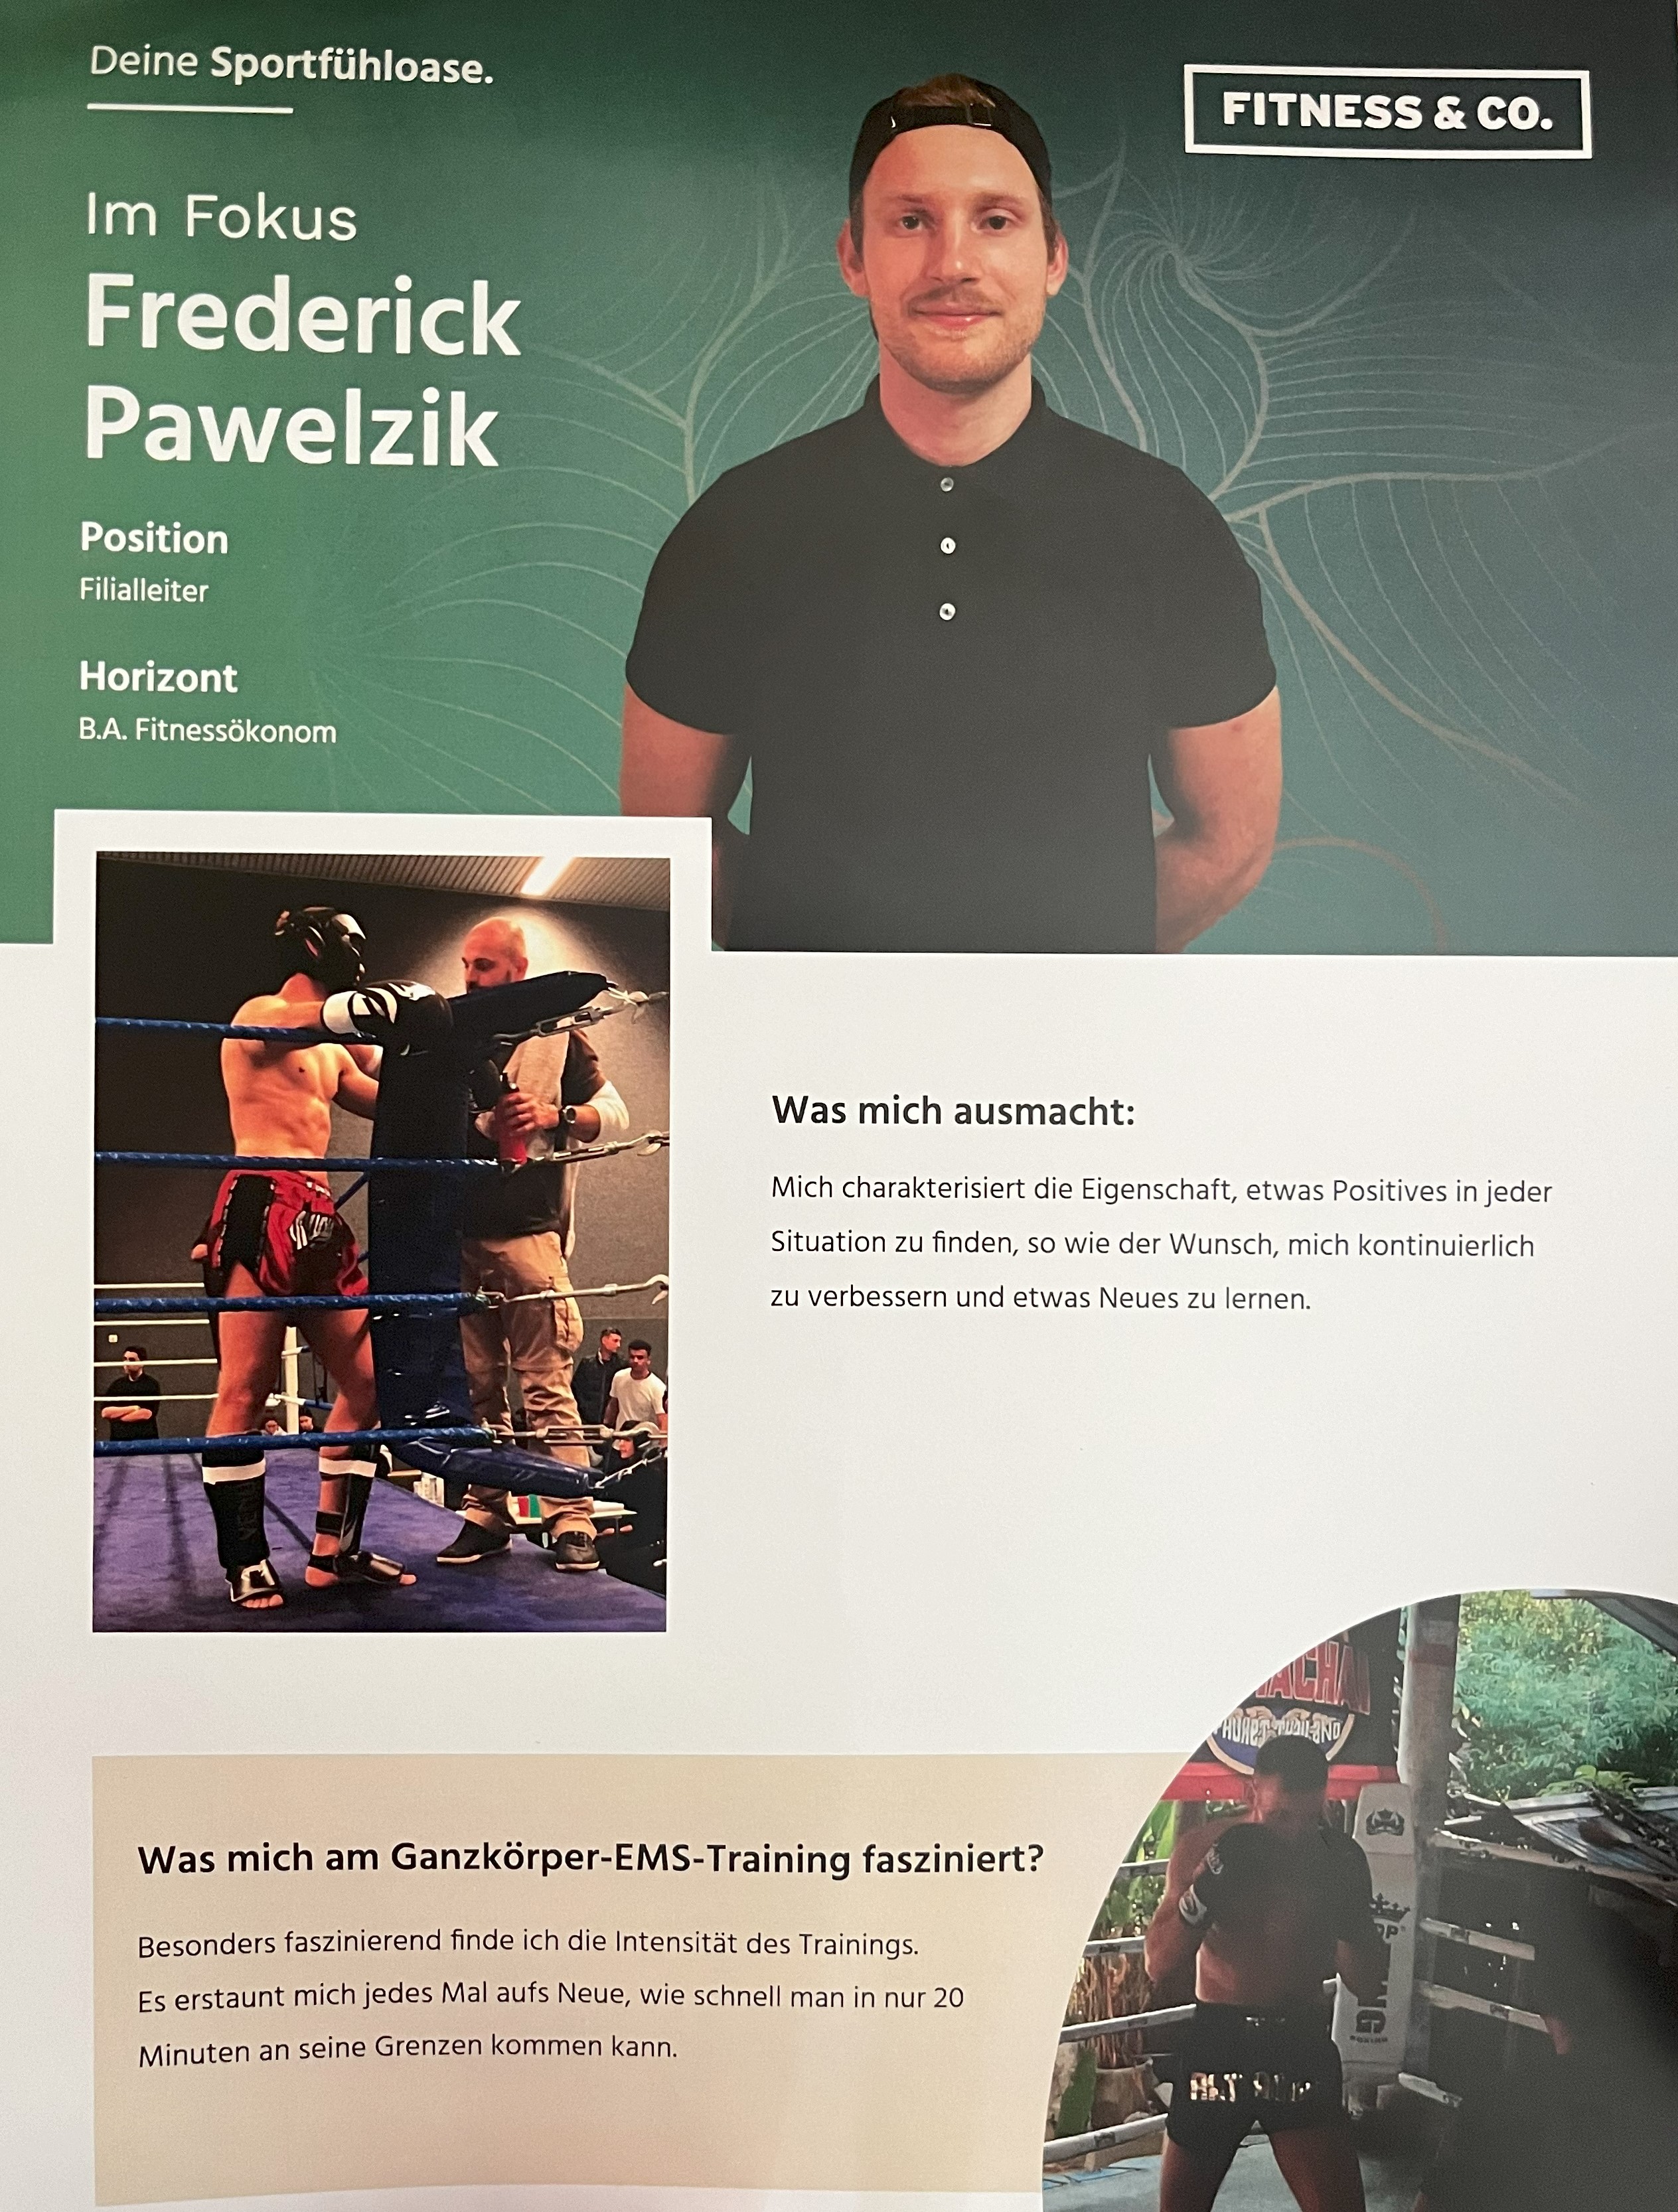 Deine Sportfühloase.
FITNESS & CO.
Im Fokus
Frederick
Pawelzik
Position
Filialleiter
Horizont
B.A. Fitnessökonom
Was mich ausmacht:
Mich charakterisiert die Eigenschaft, etwas Positives in jeder
Situation zu finden, so wie der Wunsch, mich kontinuierlich
zu verbessern und etwas Neues zu lernen.
Was mich am Ganzkörper-EMS-Training fasziniert?
Besonders faszinierend finde ich die Intensität des Trainings.
Es erstaunt mich jedes Mal aufs Neue, wie schnell man in nur 20
Minuten an seine Grenzen kommen kann.